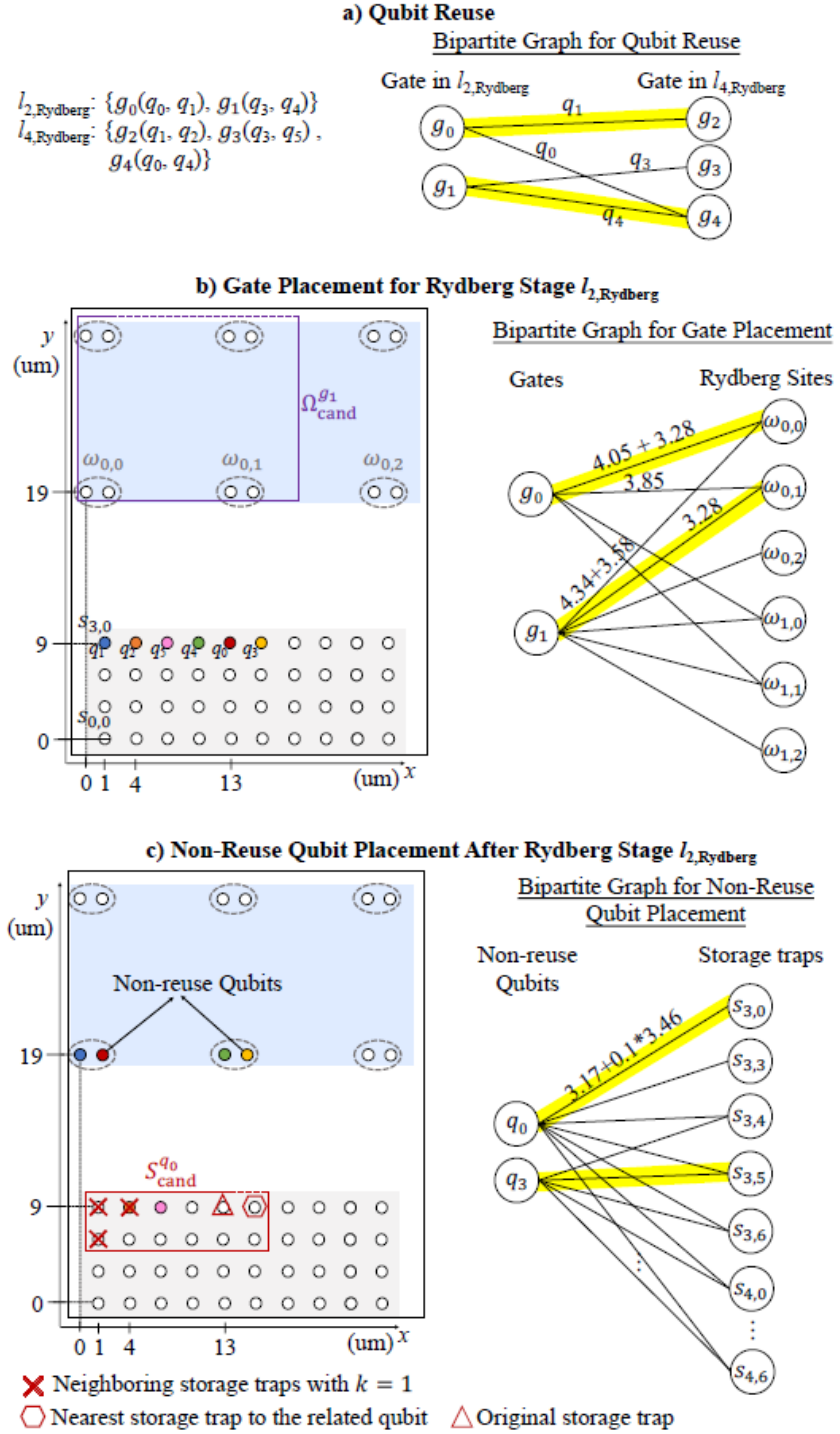 a) Qubit Reuse
Bipartite Graph for Qubit Reuse
l2,Rydberg: {g0(q0, q1), g1(q3, q4)}
l4,Rydberg: {g2(q1, q2), g3(q3, q5) ,
g4(q0, q4)}
Gate in l2,Rydberg
Gate in l4,Rydberg
g0
q1
g2
q0
q3
g3
g1
q4
g4
b) Gate Placement for Rydberg Stage l2,Rydberg
Bipartite Graph for Gate Placement
y
(um)
Ω^{g1}_{cand}
ω0,0
ω0,1
ω0,2
19
s3,0
9
q1
q2
q5
q4
q0
q3
s0,0
0
0 1 4 13 (um) x
Gates
Rydberg Sites
g0
g1
4.05 + 3.28
3.85
3.28
4.34+3.58
ω0,0
ω0,1
ω0,2
ω1,0
ω1,1
ω1,2
c) Non-Reuse Qubit Placement After Rydberg Stage l2,Rydberg
Bipartite Graph for Non-Reuse
Qubit Placement
y
(um)
Non-reuse Qubits
19
S^{q0}_{cand}
9
0
0 1 4 13 (um) x
Non-reuse
Qubits
Storage traps
3.17+0.1*3.46
q0
q3
s3,0
s3,3
s3,4
s3,5
s3,6
s4,0
⋮
⋮
s4,6
Neighboring storage traps with k = 1
Nearest storage trap to the related qubit
Original storage trap